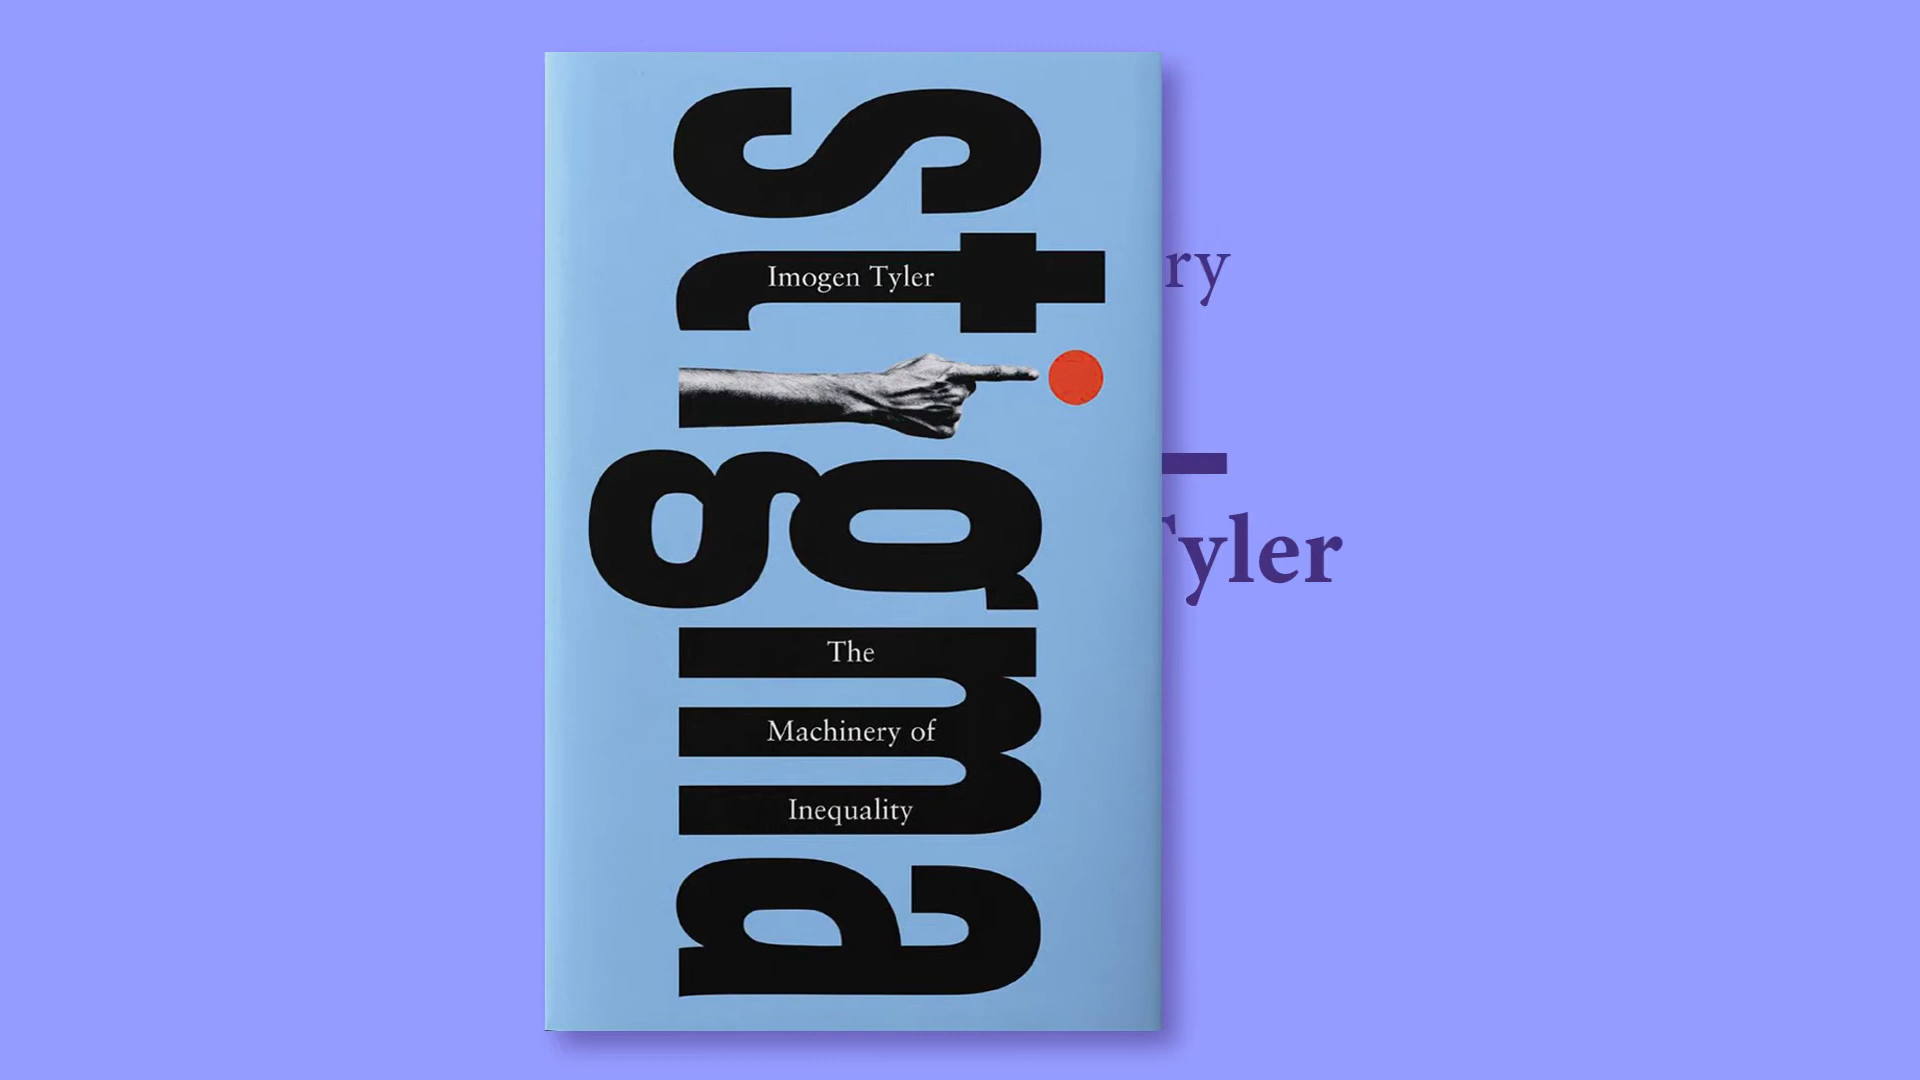 stigma
Imogen Tyler
The
Machinery of
Inequality
ry
Tyler